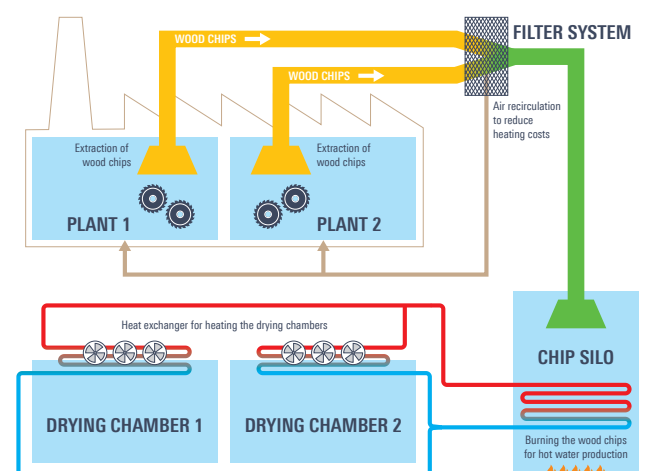 WOOD CHIPS
FILTER SYSTEM
WOOD CHIPS
Air recirculation
to reduce
heating costs
Extraction of
wood chips
PLANT 1
Extraction of
wood chips
PLANT 2
Heat exchanger for heating the drying chambers
DRYING CHAMBER 1
DRYING CHAMBER 2
CHIP SILO
Burning the wood chips
for hot water production